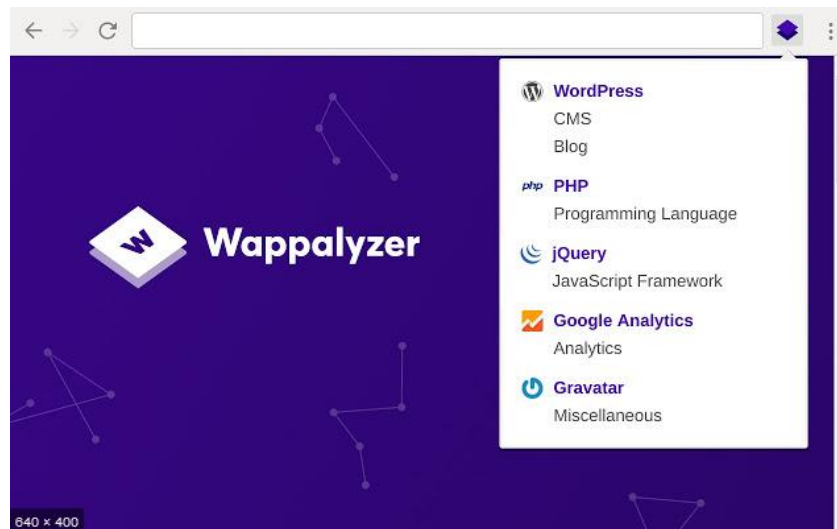 W
Wappalyzer
W
WordPress
CMS
Blog
php PHP
Programming Language
jQuery
JavaScript Framework
Google Analytics
Analytics
Gravatar
Miscellaneous
640 × 400